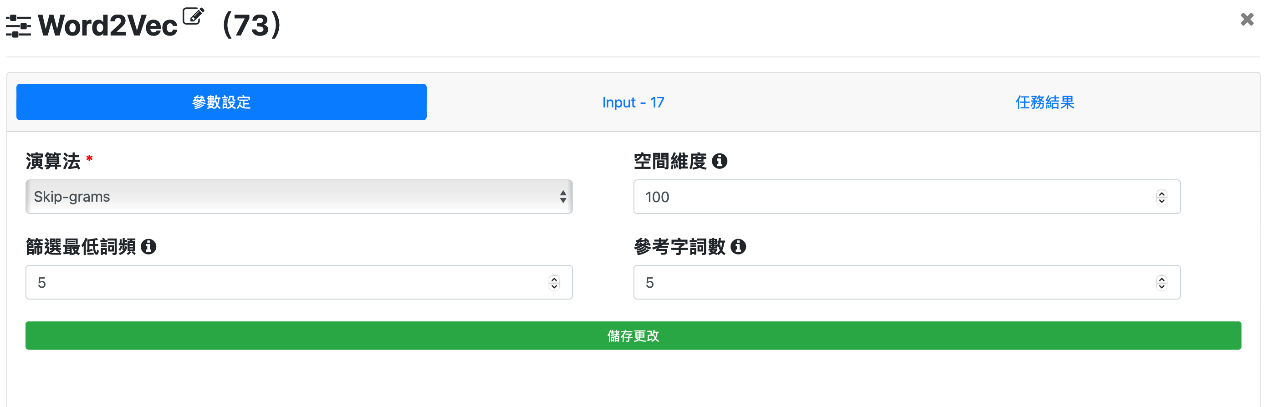 Word2Vec (73)
參數設定 Input - 17 任務結果
演算法 * 空間維度
Skip-grams 100
篩選最低詞頻 參考字詞數
5 5
儲存更改